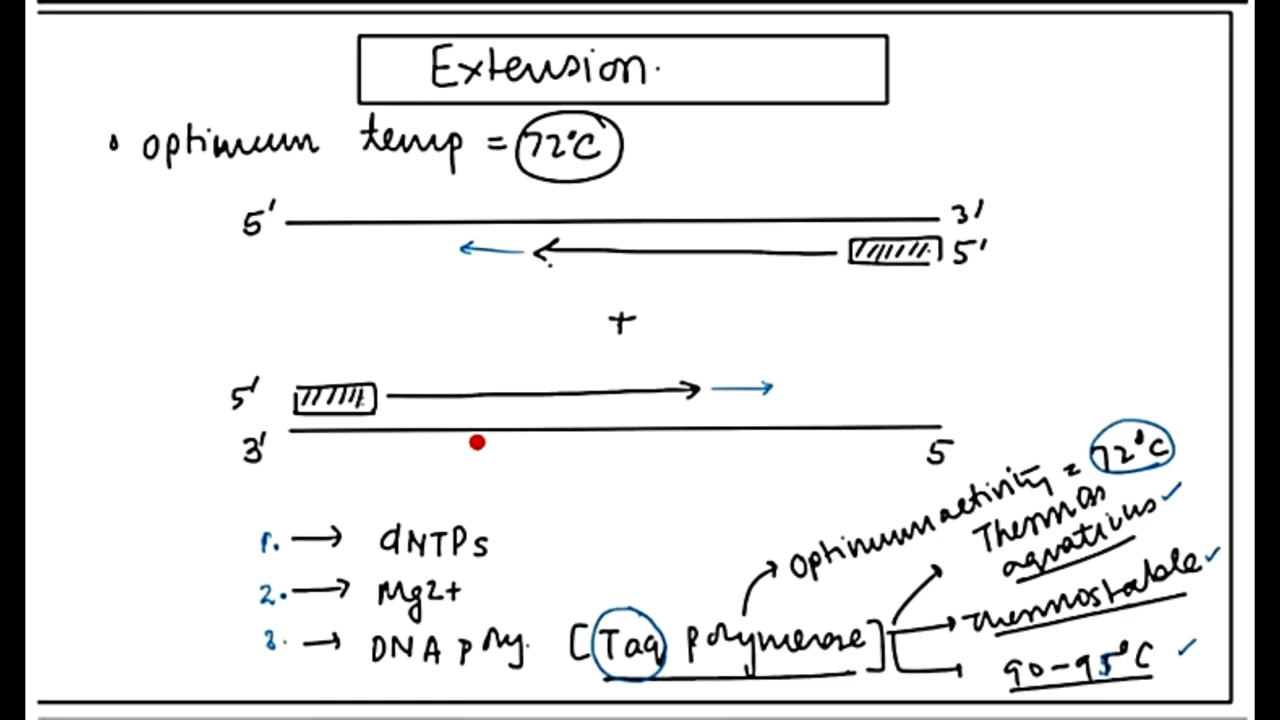 Extension.
• optimum temp = 72°C
5' 3'
5'
+
5'
3' 5
1. → dNTPs
2. → Mg2+
3. → DNA poly. [Taq polymerase]
optimum activity = 72°C
Thermus
aquaticus ✓
Thermostable ✓
90-95°C ✓